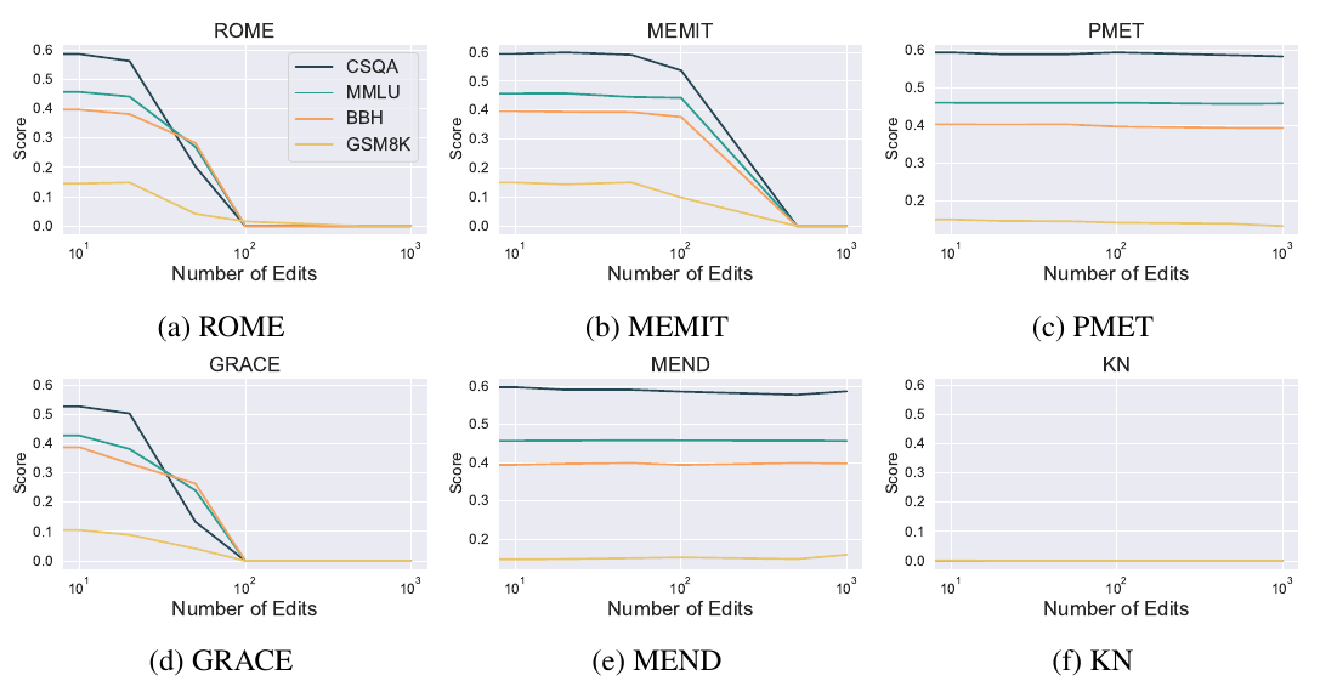 ROME
MEMIT
PMET
0.6
0.5
0.4
0.3
0.2
0.1
0.0
Score
CSQA
MMLU
BBH
GSM8K
10¹
10²
10³
Number of Edits
0.6
0.5
0.4
0.3
0.2
0.1
0.0
Score
10¹
10²
10³
Number of Edits
0.6
0.5
0.4
0.3
0.2
Score
10¹
10²
10³
Number of Edits
(a) ROME
(b) MEMIT
(c) PMET
GRACE
MEND
KN
0.6
0.5
0.4
0.3
0.2
0.1
0.0
Score
10¹
10²
10³
Number of Edits
0.6
0.5
0.4
0.3
0.2
Score
10¹
10²
10³
Number of Edits
0.6
0.5
0.4
0.3
0.2
0.1
0.0
Score
10¹
10²
10³
Number of Edits
(d) GRACE
(e) MEND
(f) KN